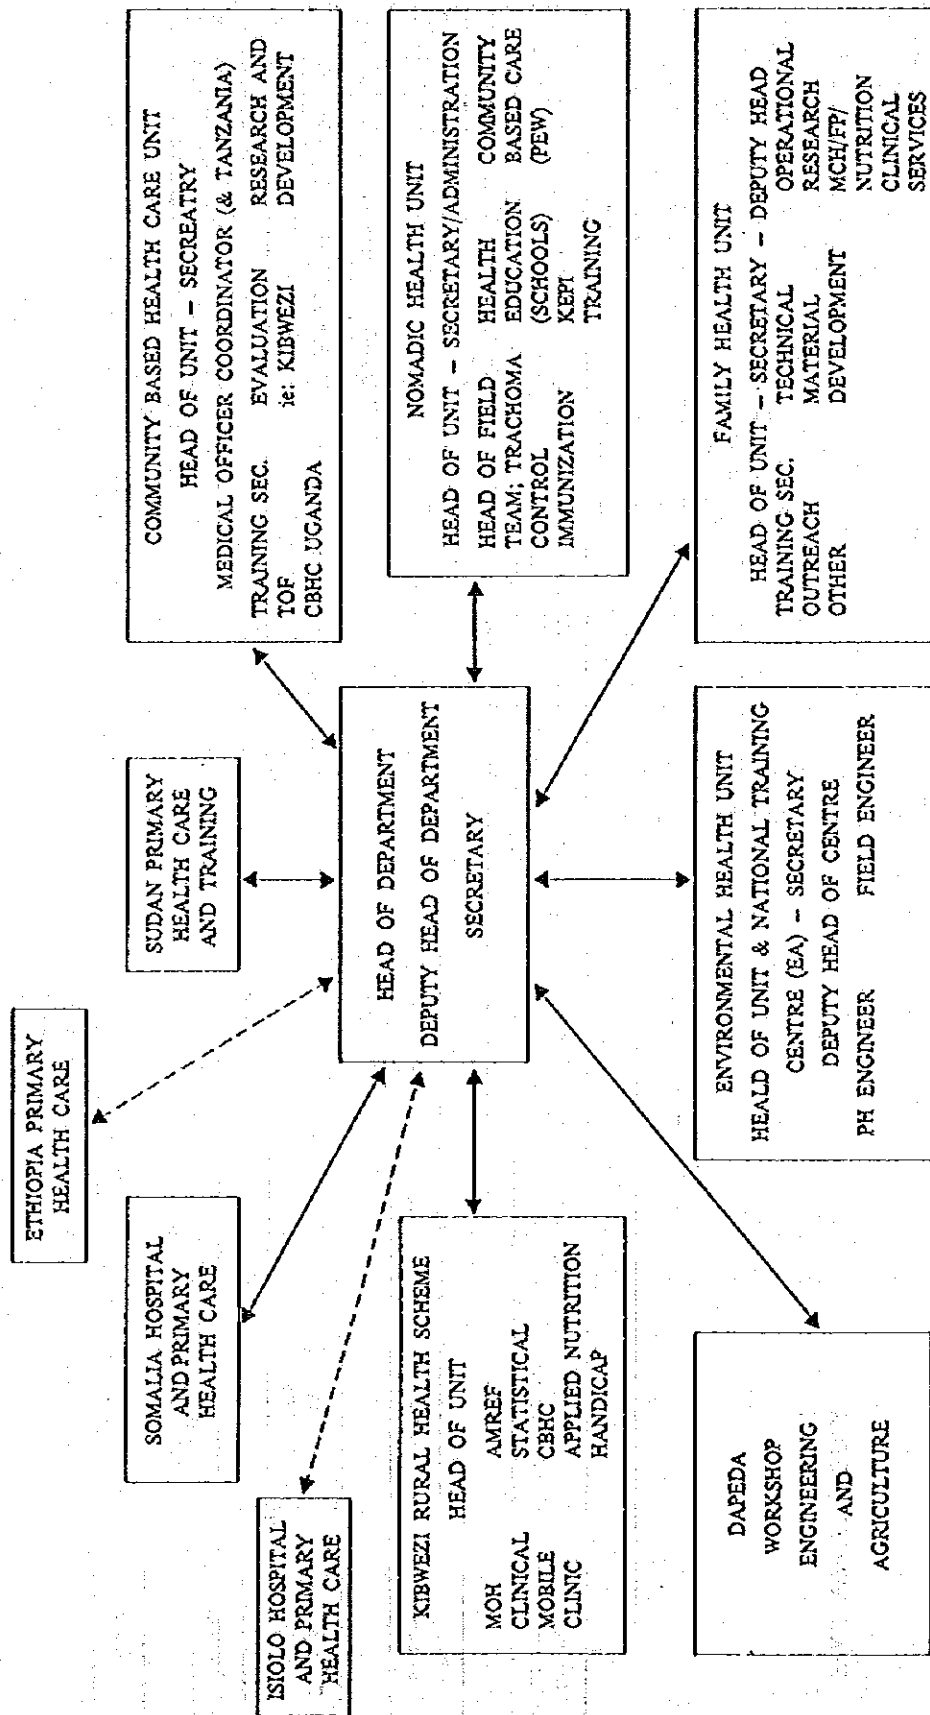 ETHIOPIA PRIMARY
HEALTH CARE
SOMALIA HOSPITAL
AND PRIMARY
HEALTH CARE
SUDAN PRIMARY
HEALTH CARE
AND TRAINING
COMMUNITY BASED HEALTH CARE UNIT
HEAD OF UNIT – SECREATRY
MEDICAL OFFICER COORDINATOR (& TANZANIA)
TRAINING SEC. EVALUATION RESEARCH AND
TOF ie: KIBWEZI DEVELOPMENT
CBHC UGANDA
ISIOLO HOSPITAL
AND PRIMARY
HEALTH CARE
HEAD OF DEPARTMENT
DEPUTY HEAD OF DEPARTMENT
SECRETARY
KIBWEZI RURAL HEALTH SCHEME
HEAD OF UNIT
MOH AMREF
CLINICAL STATISTICAL
MOBILE CBHC
CLINIC APPLIED NUTRITION
HANDICAP
NOMADIC HEALTH UNIT
HEAD OF UNIT – SECRETARY/ADMINISTRATION
HEAD OF FIELD HEALTH COMMUNITY
TEAM; TRACHOMA EDUCATION BASED CARE
CONTROL (SCHOOLS) (PEW)
IMMUNIZATION KEPI
TRAINING
DAPEDA
WORKSHOP
ENGINEERING
AND
AGRICULTURE
ENVIRONMENTAL HEALTH UNIT
HEALD OF UNIT & NATIONAL TRAINING
CENTRE (EA) – SECRETARY
DEPUTY HEAD OF CENTRE
PH ENGINEER FIELD ENGINEER
FAMILY HEALTH UNIT
HEAD OF UNIT – SECRETARY – DEPUTY HEAD
TRAINING SEC. TECHNICAL OPERATIONAL
OUTREACH MATERIAL RESEARCH
OTHER DEVELOPMENT MCH/FP/
NUTRITION
CLINICAL
SERVICES